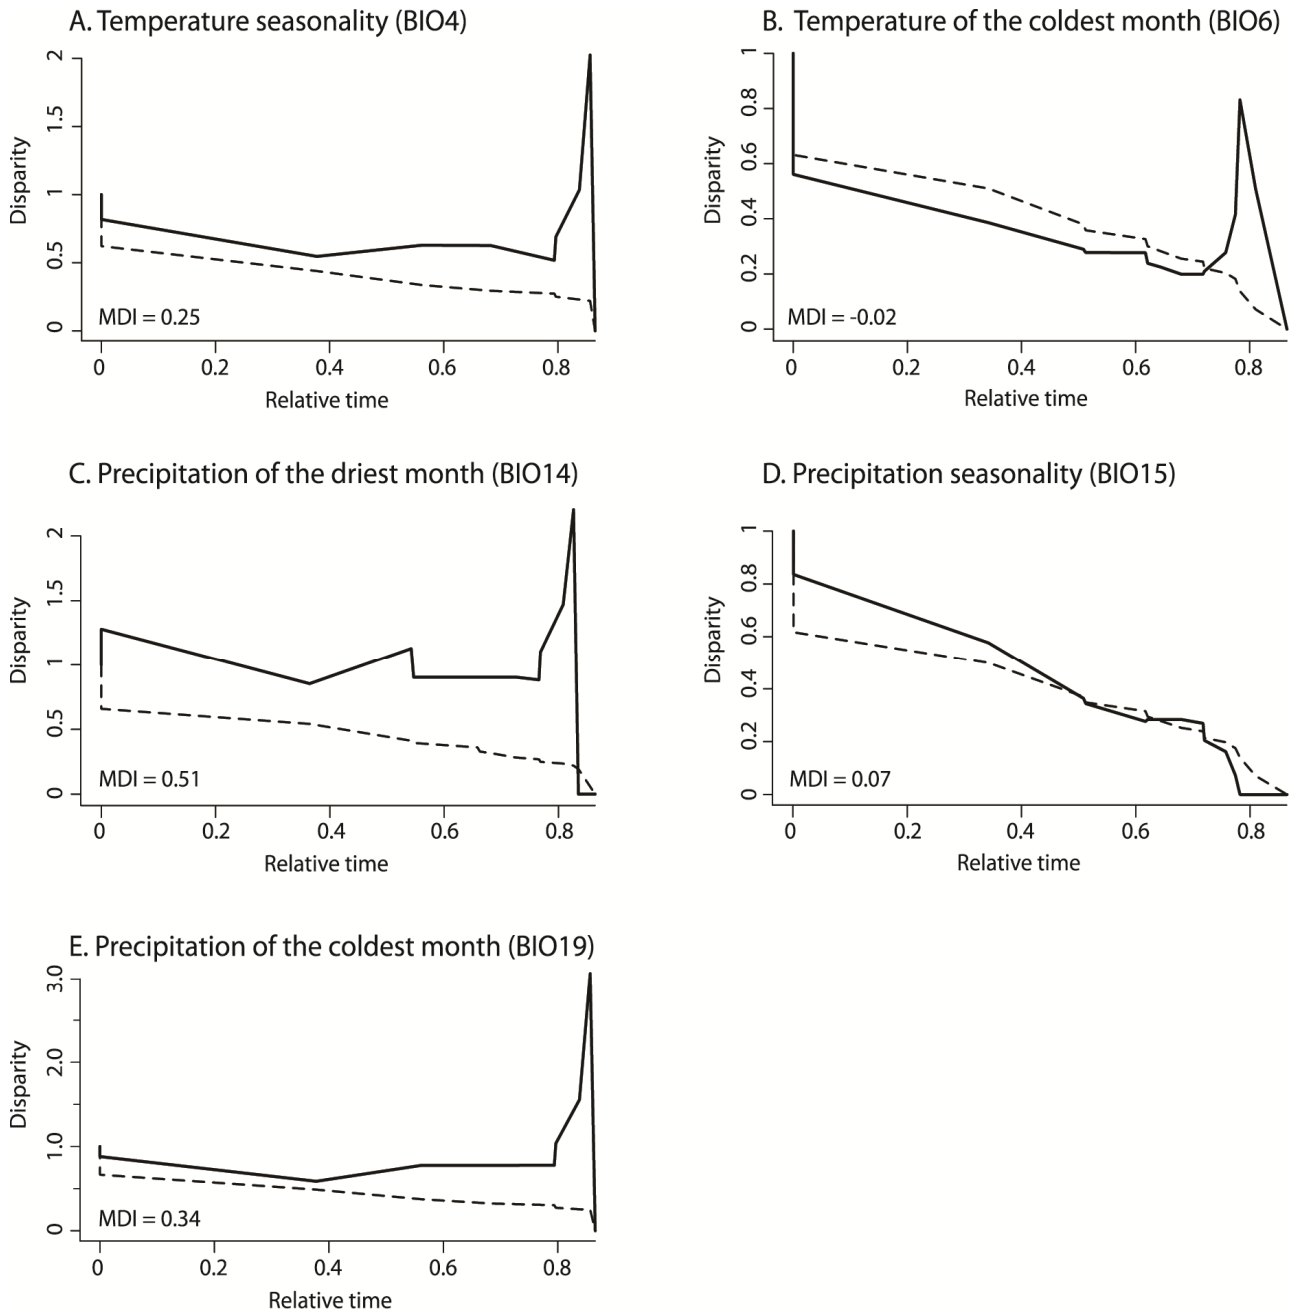 A. Temperature seasonality (BIO4)
Disparity
2
1.5
1
0.5
0
MDI = 0.25
0 0.2 0.4 0.6 0.8
Relative time
B. Temperature of the coldest month (BIO6)
Disparity
1
0.8
0.6
0.4
0.2
0
MDI = -0.02
0 0.2 0.4 0.6 0.8
Relative time
C. Precipitation of the driest month (BIO14)
Disparity
2
1.5
1
0.5
0
MDI = 0.51
0 0.2 0.4 0.6 0.8
Relative time
D. Precipitation seasonality (BIO15)
Disparity
1
0.8
0.6
0.4
0.2
0
MDI = 0.07
0 0.2 0.4 0.6 0.8
Relative time
E. Precipitation of the coldest month (BIO19)
Disparity
3.0
2.0
1.0
0
MDI = 0.34
0 0.2 0.4 0.6 0.8
Relative time